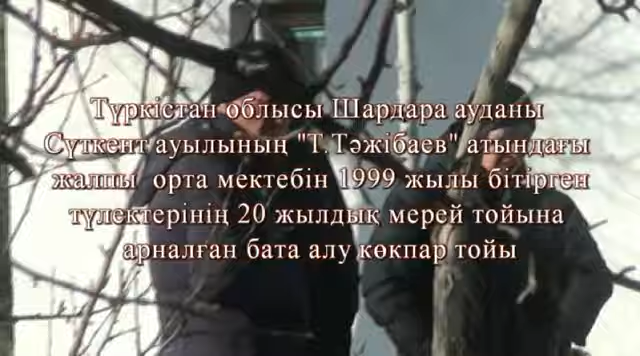 Түркістан облысы Шардара ауданы
Сүткент ауылының "Т.Тәжібаев" атындағы
жалпы орта мектебін 1999 жылы бітірген
түлектерінің 20 жылдық мерей тойына
арналған бата алу көкпар тойы